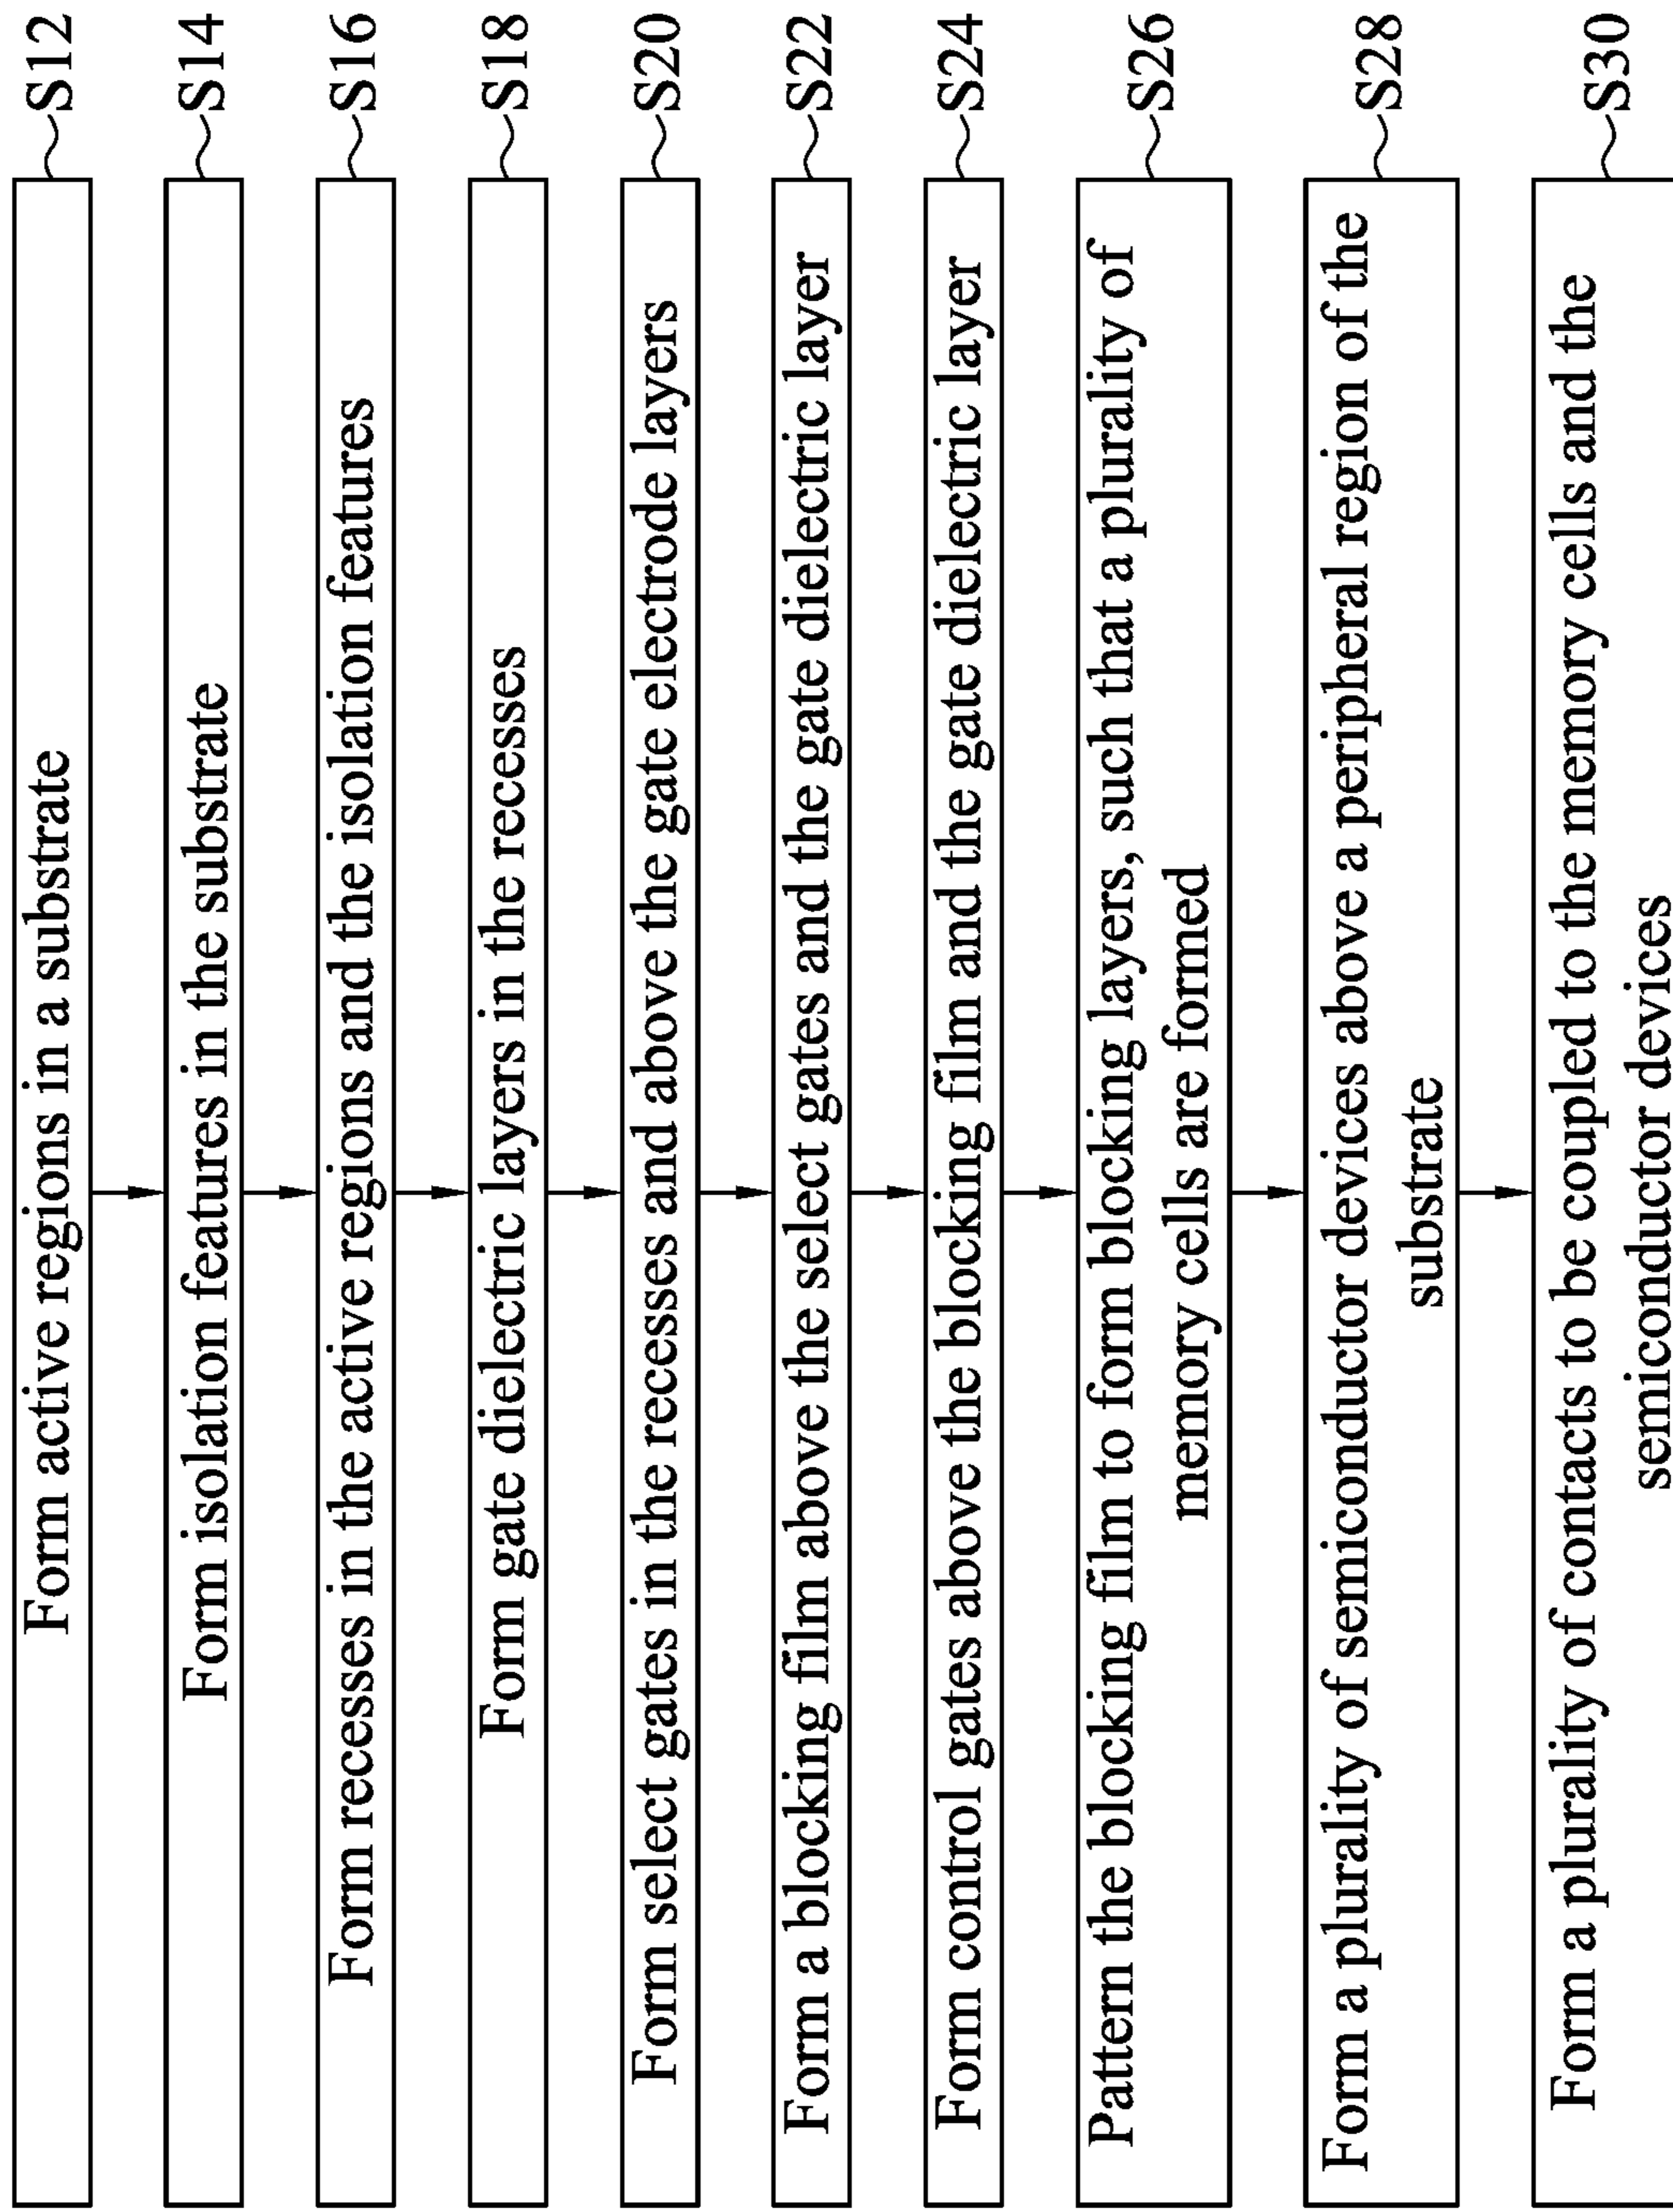 Form active regions in a substrate S12
Form isolation features in the substrate S14
Form recesses in the active regions and the isolation features S16
Form gate dielectric layers in the recesses S18
Form select gates in the recesses and above the gate electrode layers S20
Form a blocking film above the select gates and the gate dielectric layer S22
Form control gates above the blocking film and the gate dielectric layer S24
Pattern the blocking film to form blocking layers, such that a plurality of S26
memory cells are formed
Form a plurality of semiconductor devices above a peripheral region of the S28
substrate
Form a plurality of contacts to be coupled to the memory cells and the S30
semiconductor devices